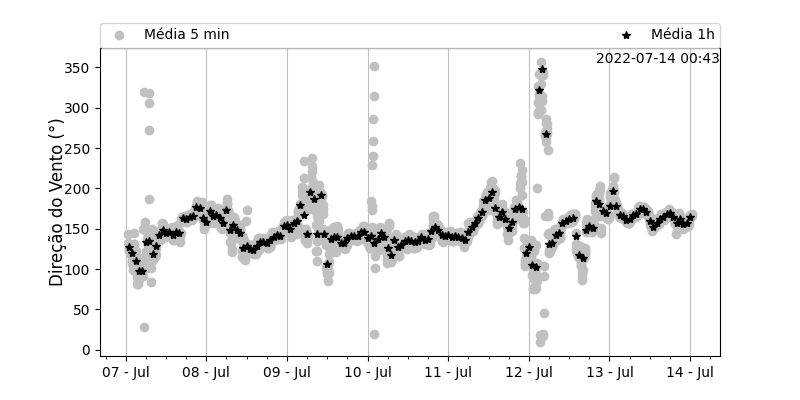 Média 5 min
Média 1h
2022-07-14 00:43
Direção do Vento (°)
350
300
250
200
150
100
50
0
07 - Jul
08 - Jul
09 - Jul
10 - Jul
11 - Jul
12 - Jul
13 - Jul
14 - Jul